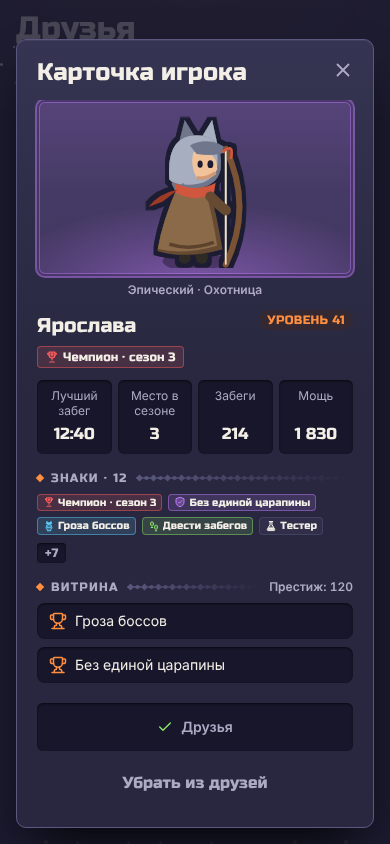 Друзья
Карточка игрока
Эпический · Охотница
Ярослава
УРОВЕНЬ 41
Чемпион · сезон 3
Лучший забег
12:40
Место в сезоне
3
Забеги
214
Мощь
1 830
ЗНАКИ · 12
Чемпион · сезон 3
Без единой царапины
Гроза боссов
Двести забегов
Тестер
+7
ВИТРИНА
Престиж: 120
Гроза боссов
Без единой царапины
Друзья
Убрать из друзей